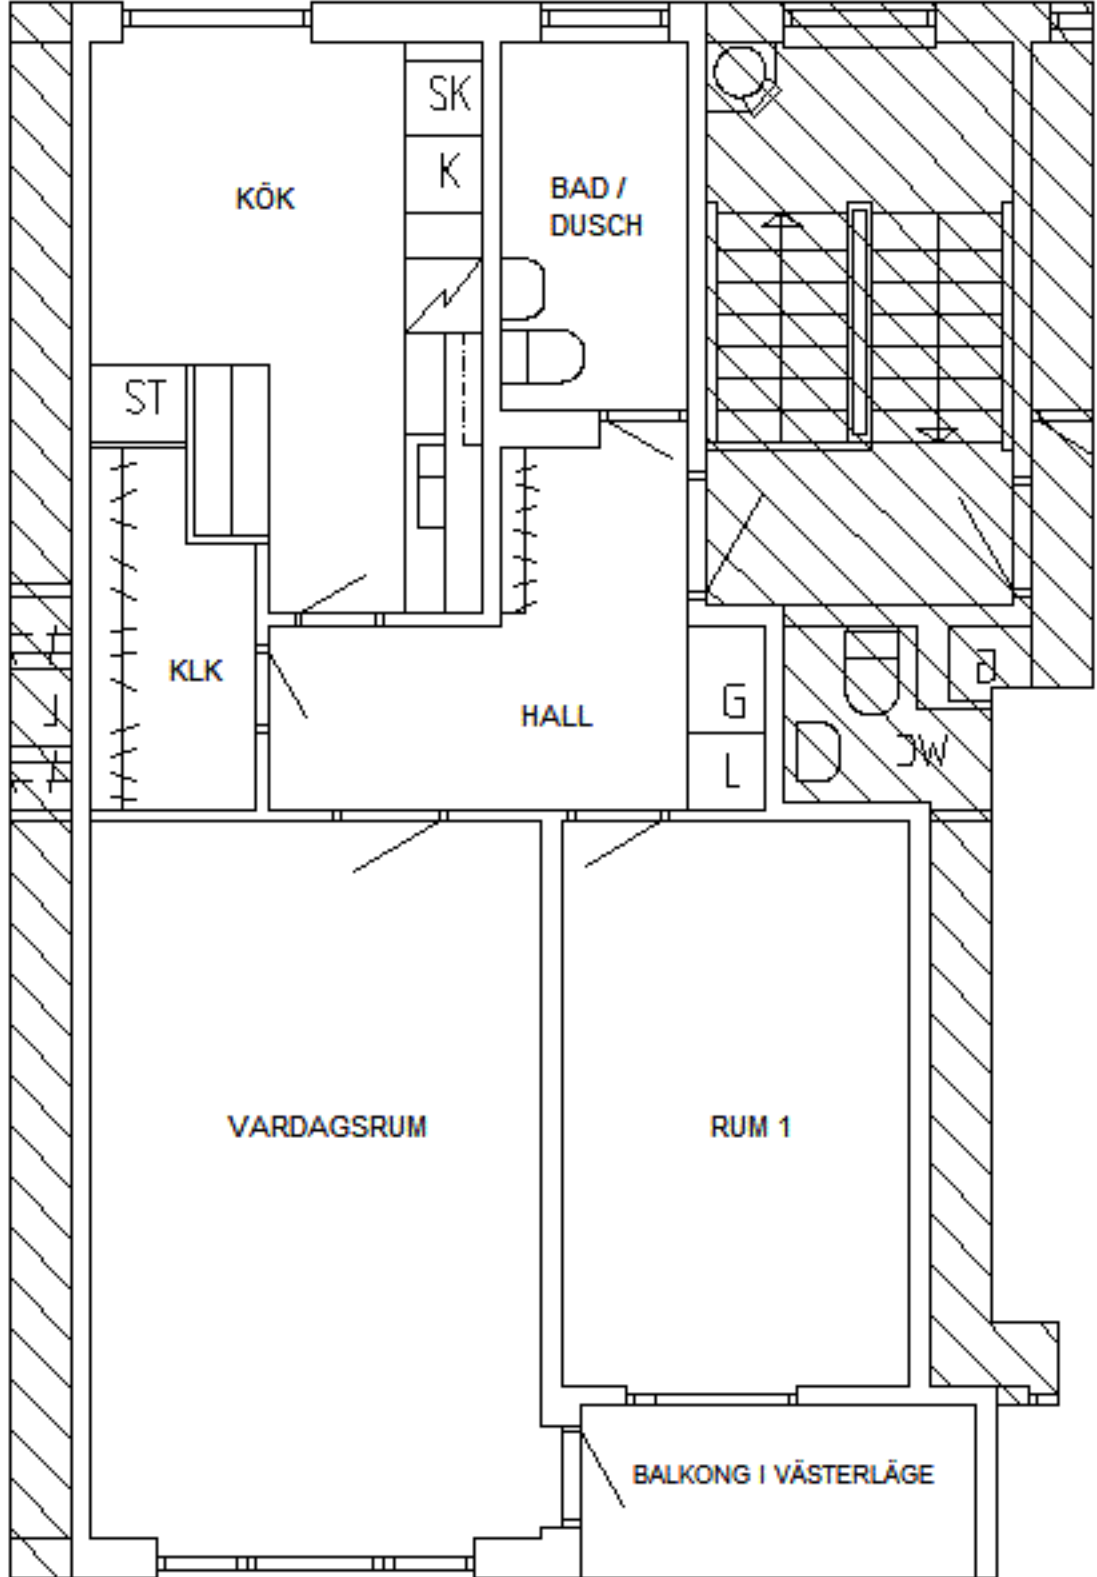 SK
K
KÖK
BAD /
DUSCH
ST
KLK
HALL
G
L
VARDAGSRUM
RUM 1
BALKONG I VÄSTERLÄGE